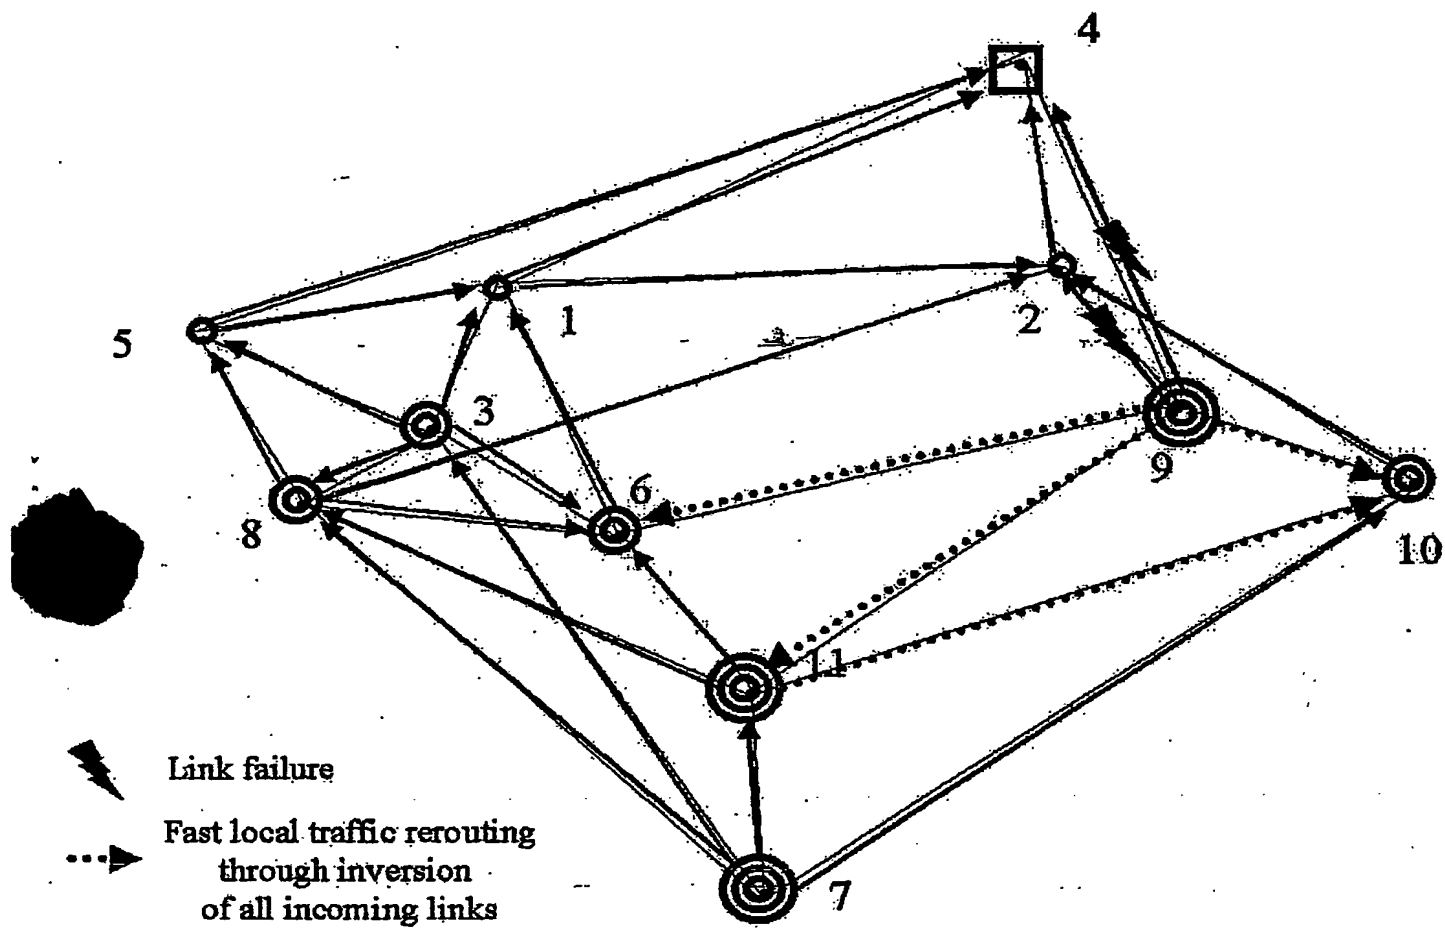 4
5
1
2
3
9
6
8
10
11
Link failure
Fast local traffic rerouting
through inversion
of all incoming links
7